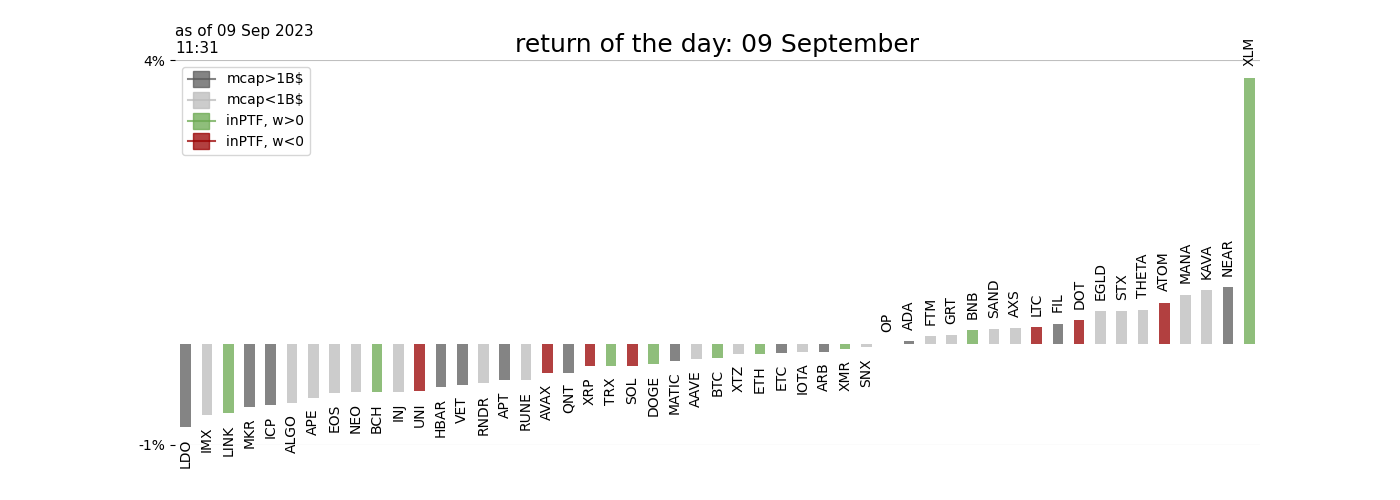 as of 09 Sep 2023
11:31
return of the day: 09 September
4%
mcap>1B$
mcap<1B$
inPTF, w>0
inPTF, w<0
-1%
LDO
IMX
LINK
MKR
ICP
ALGO
APE
EOS
NEO
BCH
INJ
UNI
HBAR
VET
RNDR
APT
RUNE
AVAX
QNT
XRP
TRX
SOL
DOGE
MATIC
AAVE
BTC
XTZ
ETH
ETC
IOTA
ARB
XMR
SNX
OP
ADA
FTM
GRT
BNB
SAND
AXS
LTC
FIL
DOT
EGLD
STX
THETA
ATOM
MANA
KAVA
NEAR
XLM